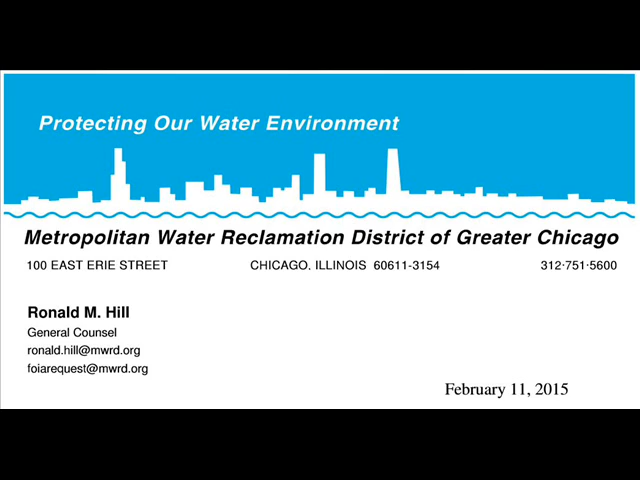 Protecting Our Water Environment
Metropolitan Water Reclamation District of Greater Chicago
100 EAST ERIE STREET CHICAGO, ILLINOIS 60611-3154 312·751·5600
Ronald M. Hill
General Counsel
ronald.hill@mwrd.org
foiarequest@mwrd.org
February 11, 2015